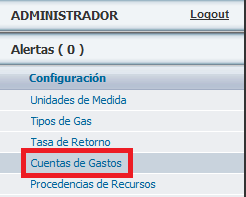 ADMINISTRADOR Logout
Alertas ( 0 )
Configuración
Unidades de Medida
Tipos de Gas
Tasa de Retorno
Cuentas de Gastos
Procedencias de Recursos